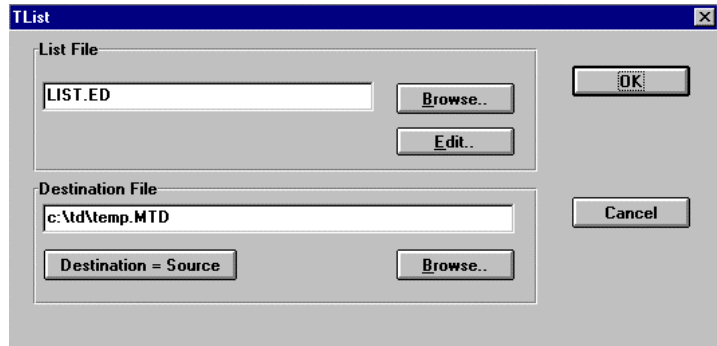 TList
List File
LIST.ED
Browse..
OK
Edit..
Destination File
c:\td\temp.MTD
Cancel
Destination = Source
Browse..